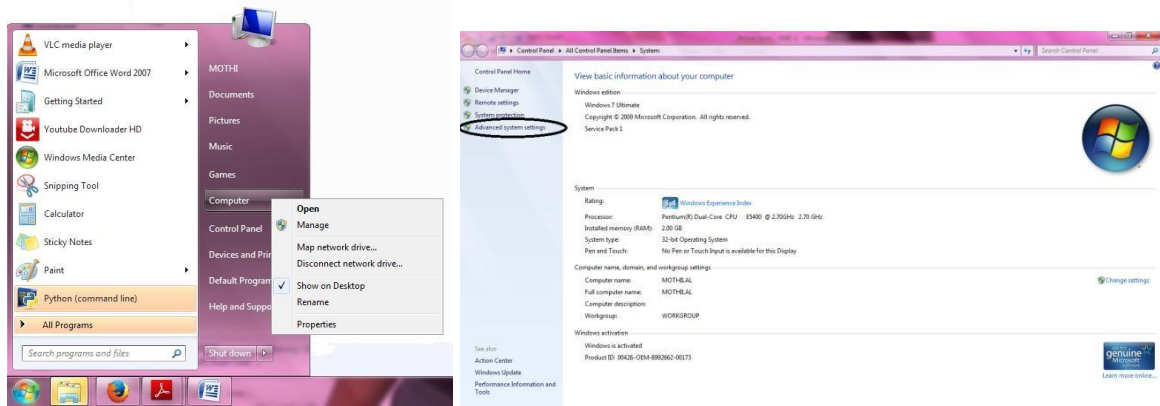 VLC media player
Microsoft Office Word 2007
Getting Started
Youtube Downloader HD
Windows Media Center
Snipping Tool
Calculator
Sticky Notes
Paint
Python (command line)
All Programs
Search programs and files
MOTHI
Documents
Pictures
Music
Games
Computer
Control Panel
Devices and Prin
Default Program
Help and Suppo
Shut down
Open
Manage
Map network drive...
Disconnect network drive...
Show on Desktop
Rename
Properties
Control Panel All Control Panel Items System
Search Control Panel
Control Panel Home
Device Manager
Remote settings
System protection
Advanced system settings
See also
Action Center
Windows Update
Performance Information and
Tools
View basic information about your computer
Windows edition
Windows 7 Ultimate
Copyright © 2009 Microsoft Corporation. All rights reserved.
Service Pack 1
System
Rating: 3.4 Windows Experience Index
Processor: Pentium(R) Dual-Core CPU E5400 @ 2.70GHz 2.70 GHz
Installed memory (RAM): 2.00 GB
System type: 32-bit Operating System
Pen and Touch: No Pen or Touch Input is available for this Display
Computer name, domain, and workgroup settings
Computer name: MOTHILAL
Change settings
Full computer name: MOTHILAL
Computer description:
Workgroup: WORKGROUP
Windows activation
Windows is activated
Product ID: 00426-OEM-8992662-00173
genuine
Microsoft
Learn more online...